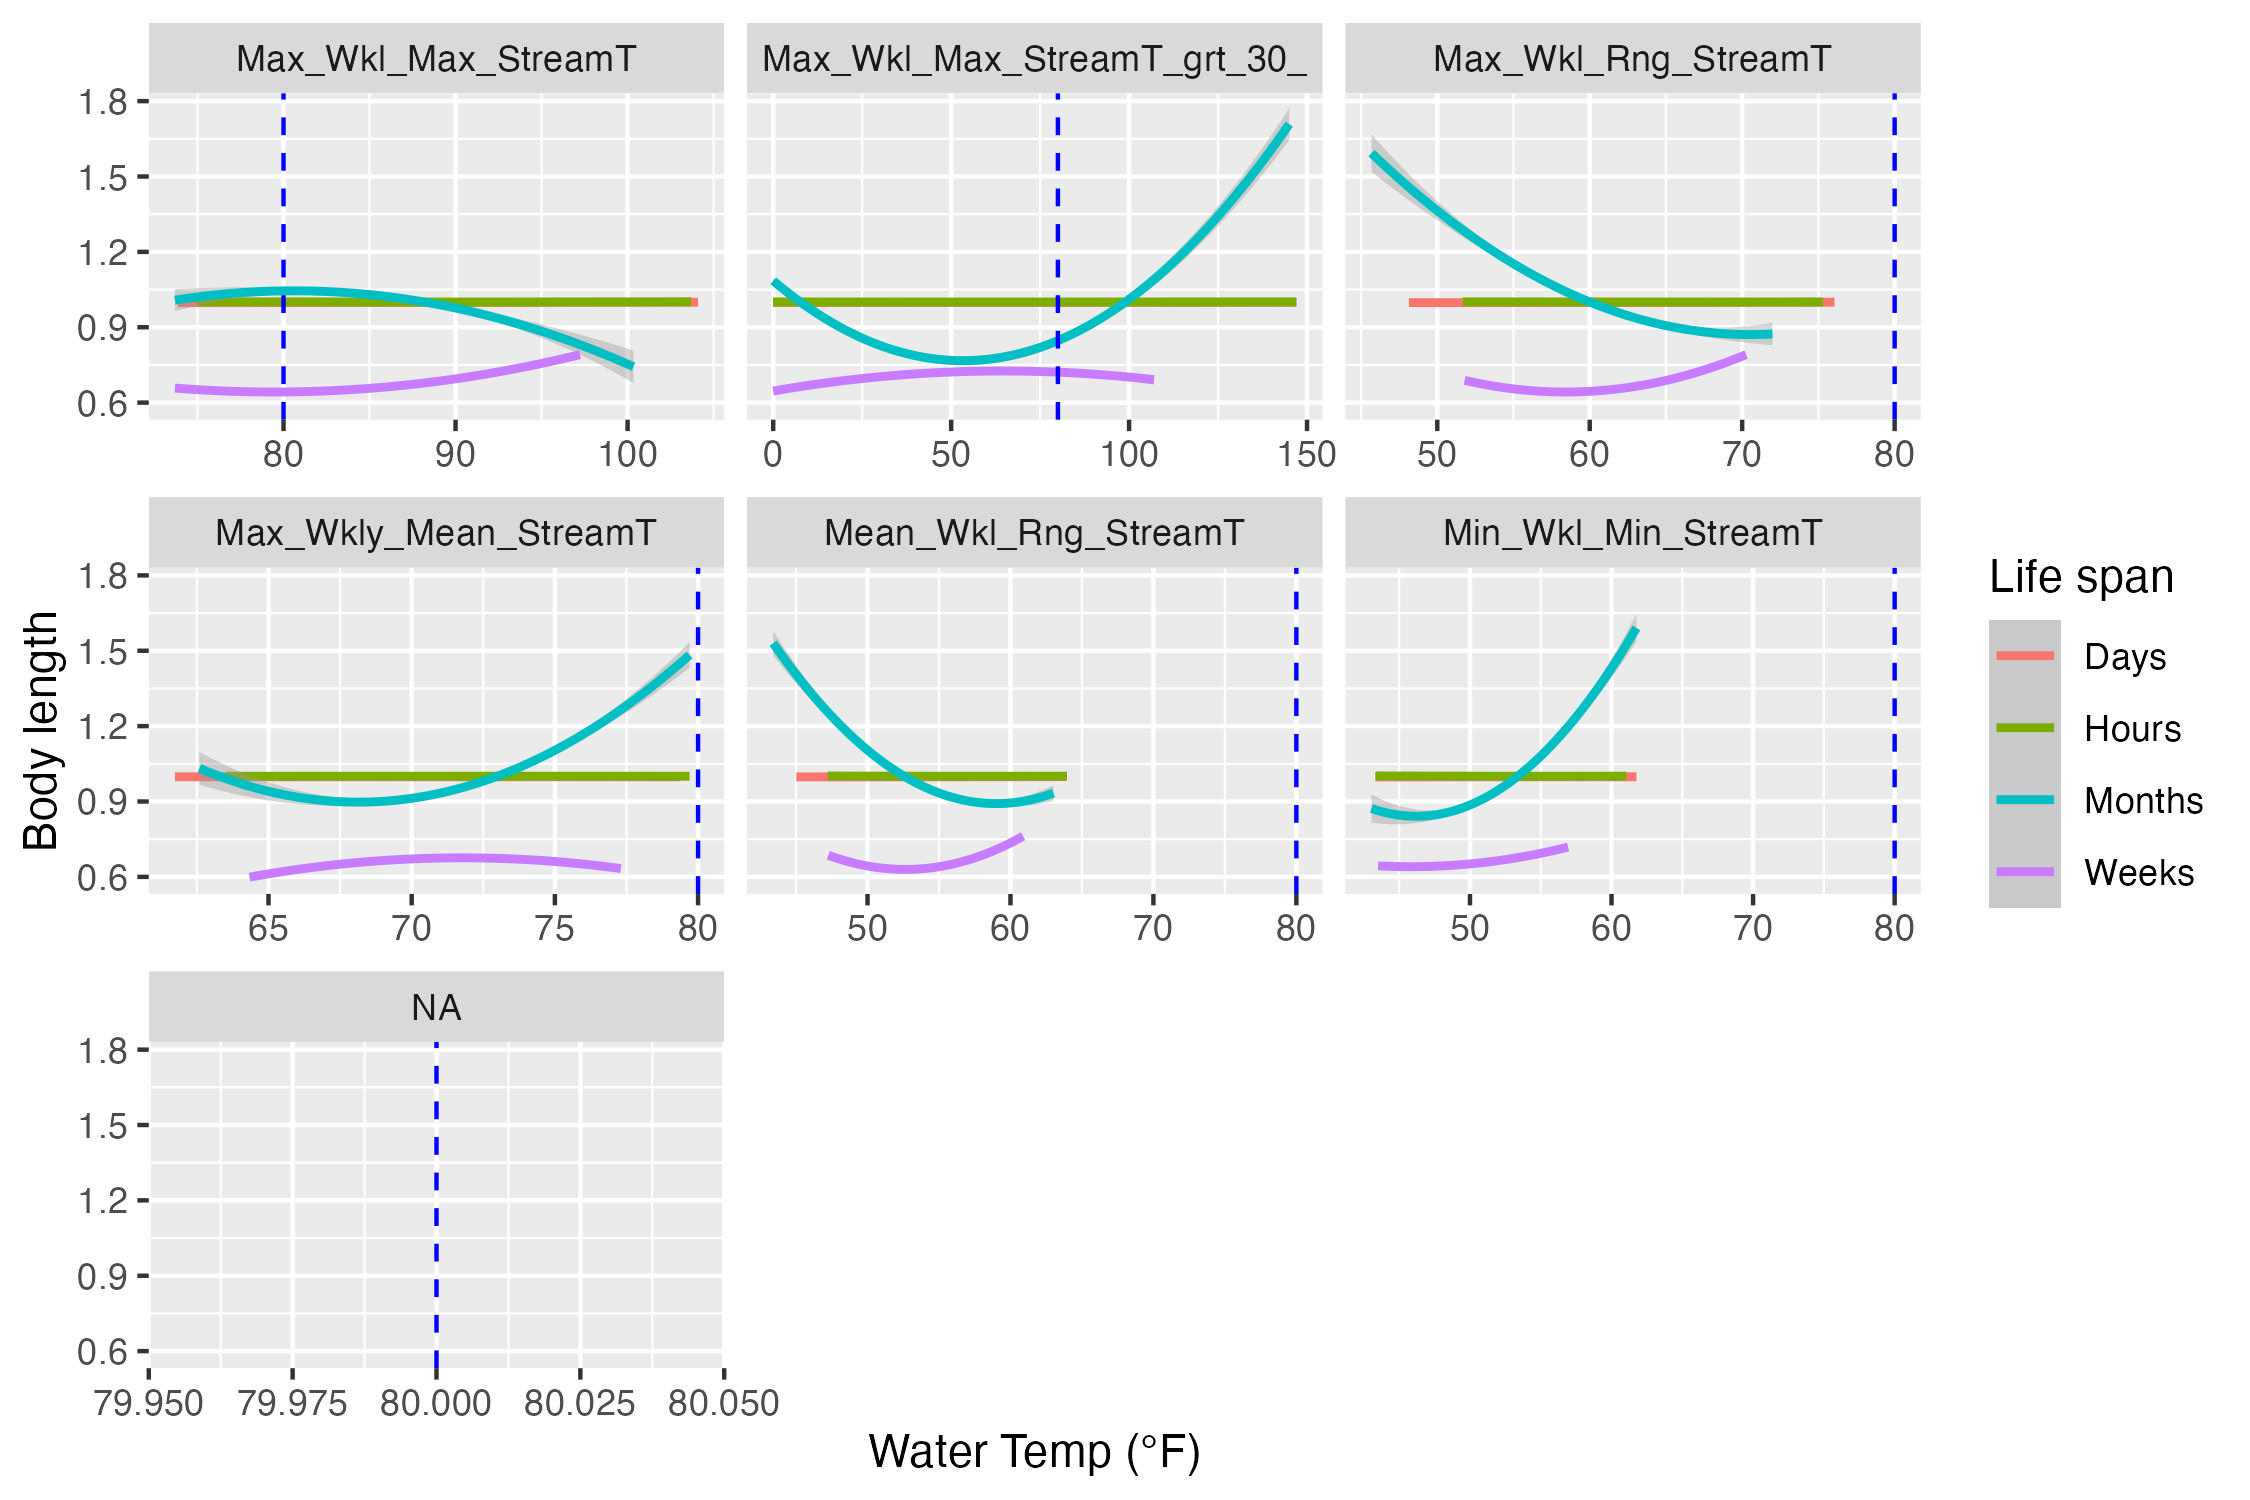 Max_Wkl_Max_StreamT
Max_Wkl_Max_StreamT_grt_30_
Max_Wkl_Rng_StreamT
1.8
1.5
1.2
0.9
0.6
80 90 100
0 50 100 150
50 60 70 80
Max_Wkly_Mean_StreamT
Mean_Wkl_Rng_StreamT
Min_Wkl_Min_StreamT
1.8
1.5
1.2
0.9
0.6
65 70 75 80
50 60 70 80
50 60 70 80
NA
1.8
1.5
1.2
0.9
0.6
79.950 79.975 80.000 80.025 80.050
Body length
Water Temp (°F)
Life span
Days
Hours
Months
Weeks